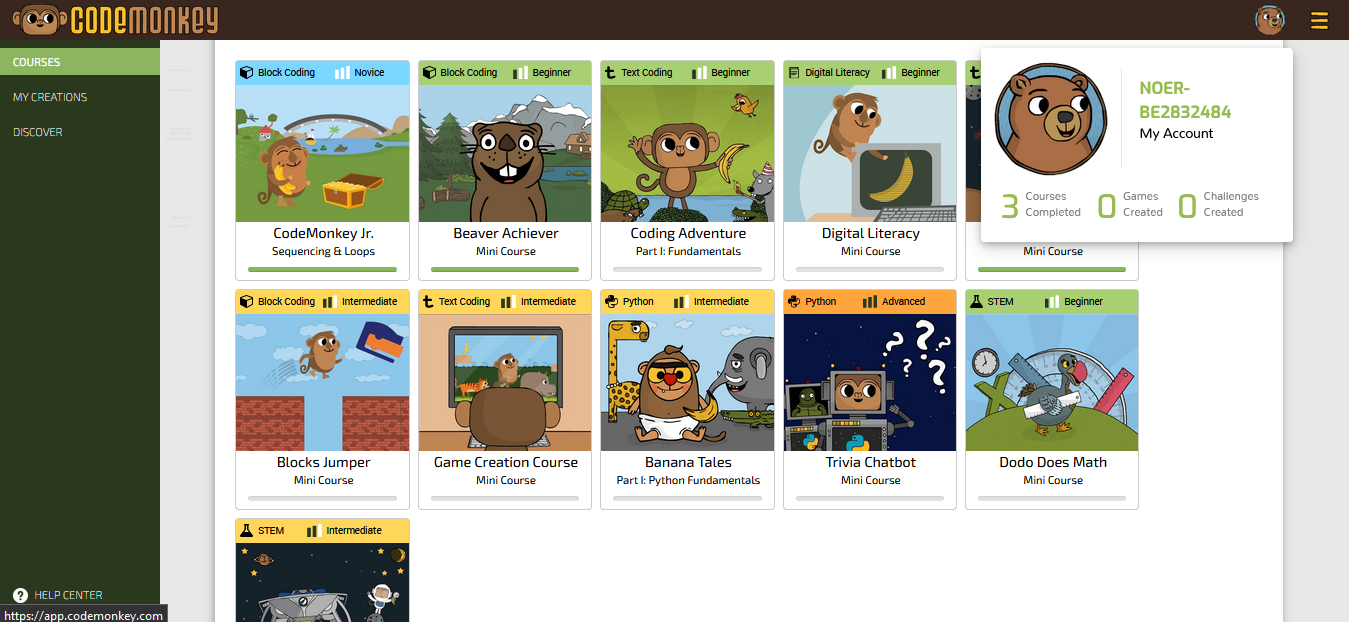 CODEMONKEY
COURSES
MY CREATIONS
DISCOVER
HELP CENTER
https://app.codemonkey.com
NOER-
BE2832484
My Account
3 Courses Completed
0 Games Created
0 Challenges Created
Block Coding Novice
CodeMonkey Jr.
Sequencing & Loops
Block Coding Beginner
Beaver Achiever
Mini Course
Text Coding Beginner
Coding Adventure
Part I: Fundamentals
Digital Literacy Beginner
Digital Literacy
Mini Course
Mini Course
Block Coding Intermediate
Blocks Jumper
Mini Course
Text Coding Intermediate
Game Creation Course
Mini Course
Python Intermediate
Banana Tales
Part I: Python Fundamentals
Python Advanced
? ? ? ? ?
Trivia Chatbot
Mini Course
STEM Beginner
Dodo Does Math
Mini Course
STEM Intermediate